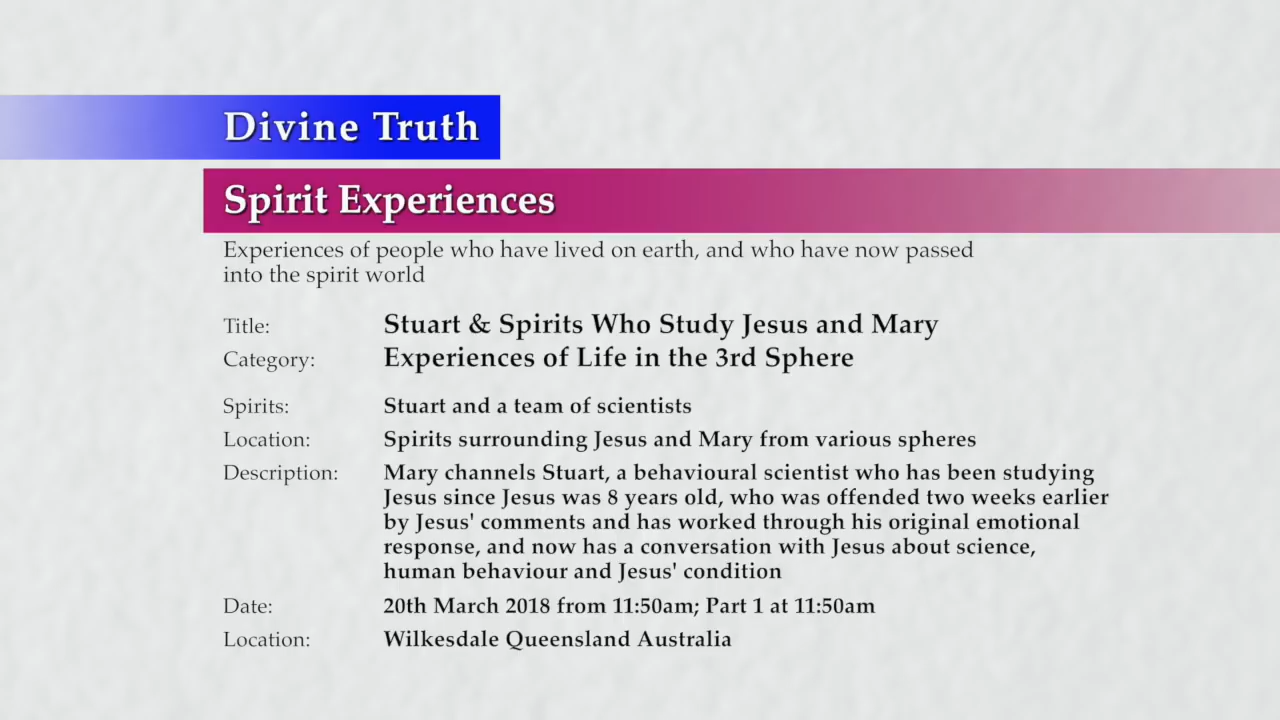 Divine Truth
Spirit Experiences
Experiences of people who have lived on earth, and who have now passed
into the spirit world
Title: Stuart & Spirits Who Study Jesus and Mary
Category: Experiences of Life in the 3rd Sphere
Spirits: Stuart and a team of scientists
Location: Spirits surrounding Jesus and Mary from various spheres
Description: Mary channels Stuart, a behavioural scientist who has been studying
Jesus since Jesus was 8 years old, who was offended two weeks earlier
by Jesus' comments and has worked through his original emotional
response, and now has a conversation with Jesus about science,
human behaviour and Jesus' condition
Date: 20th March 2018 from 11:50am; Part 1 at 11:50am
Location: Wilkesdale Queensland Australia